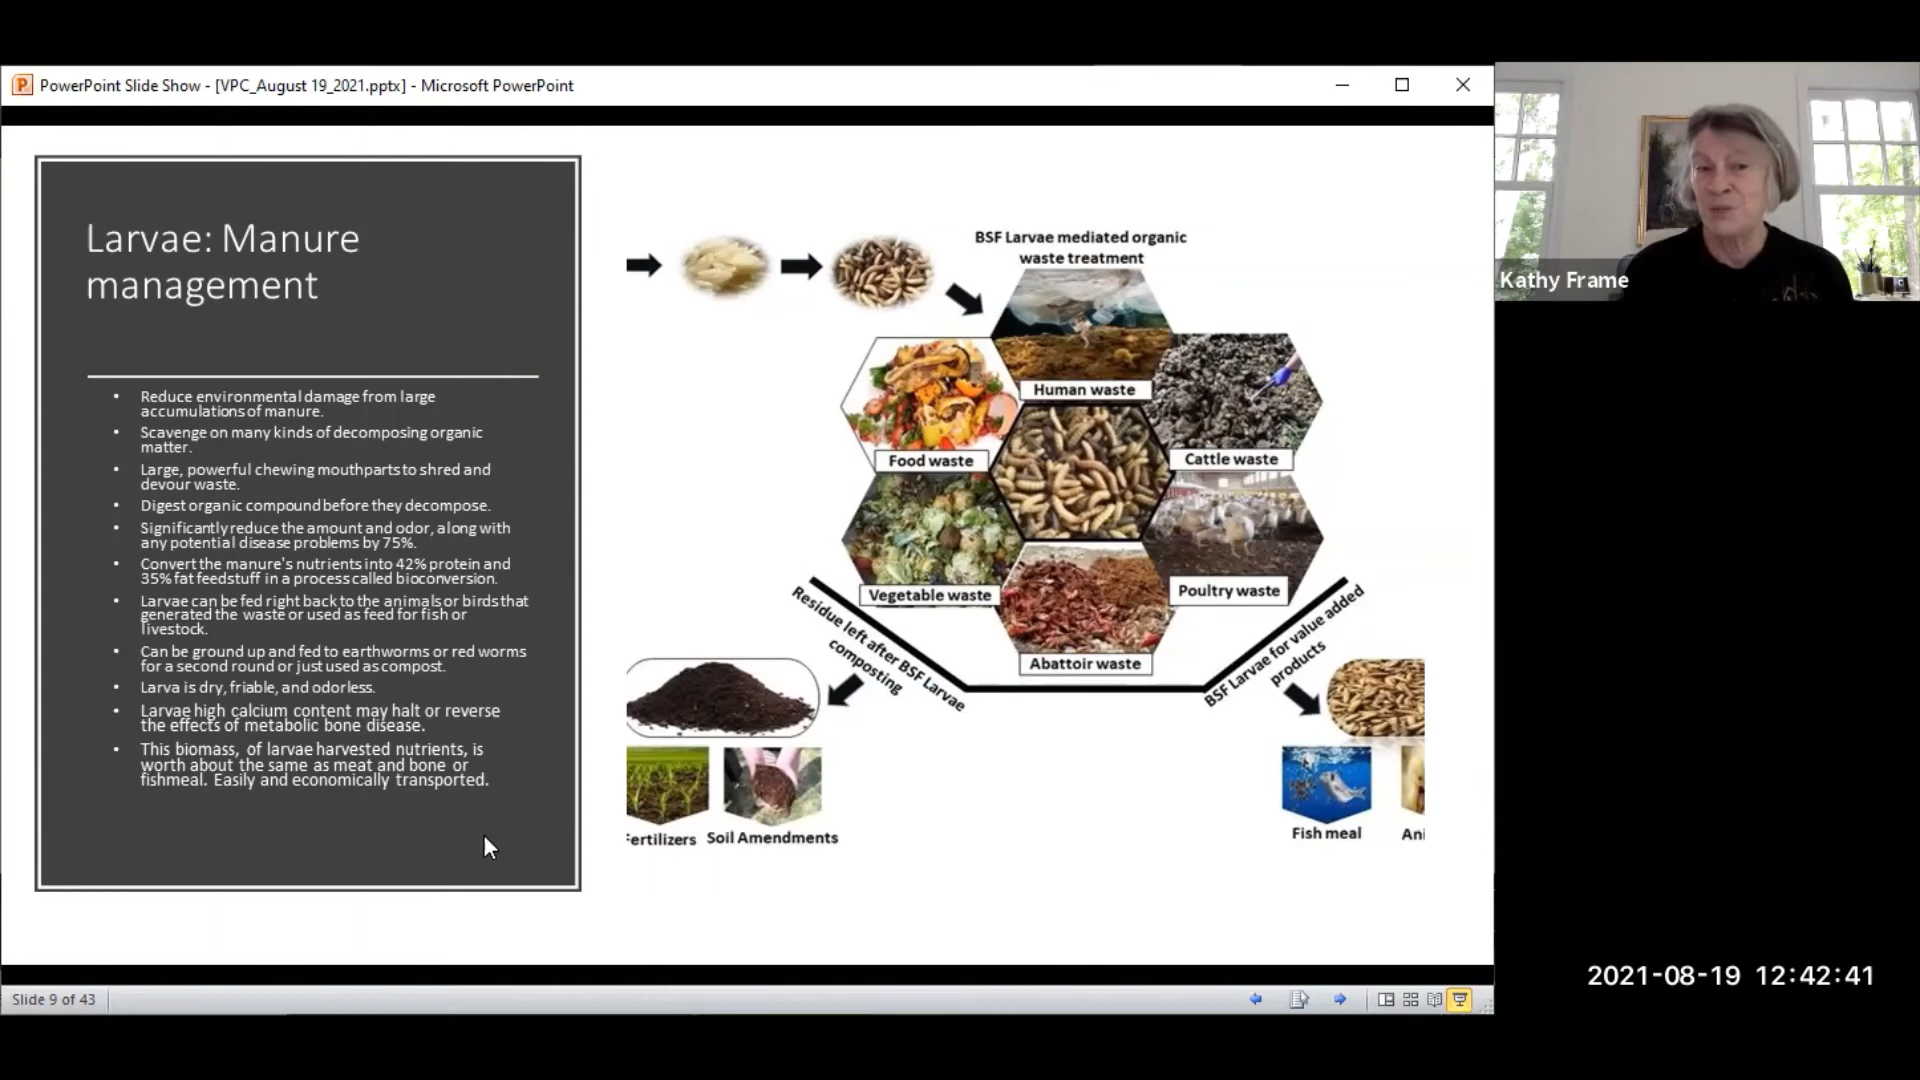 PowerPoint Slide Show - [VPC_August 19_2021.pptx] - Microsoft PowerPoint
Larvae: Manure
management
• Reduce environmental damage from large
accumulations of manure.
• Scavenge on many kinds of decomposing organic
matter.
• Large, powerful chewing mouthparts to shred and
devour waste.
• Digest organic compound before they decompose.
• Significantly reduce the amount and odor, along with
any potential disease problems by 75%.
• Convert the manure's nutrients into 42% protein and
35% fat feedstuff in a process called bioconversion.
• Larvae can be fed right back to the animals or birds that
generated the waste or used as feed for fish or
livestock.
• Can be ground up and fed to earthworms or red worms
for a second round or just used as compost.
• Larva is dry, friable, and odorless.
• Larvae high calcium content may halt or reverse
the effects of metabolic bone disease.
• This biomass, of larvae harvested nutrients, is
worth about the same as meat and bone or
fishmeal. Easily and economically transported.
BSF Larvae mediated organic
waste treatment
Human waste
Food waste
Cattle waste
Vegetable waste
Poultry waste
Abattoir waste
Residue left after BSF Larvae
composting
BSF Larvae for value added
products
Fertilizers
Soil Amendments
Fish meal
Ani
Kathy Frame
2021-08-19 12:42:41
Slide 9 of 43